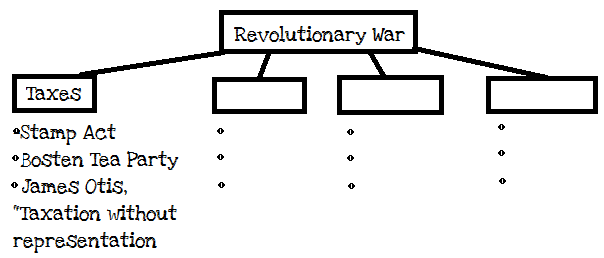 Revolutionary War
Taxes
•Stamp Act
•Bosten Tea Party
•James Otis,
"Taxation without
representation